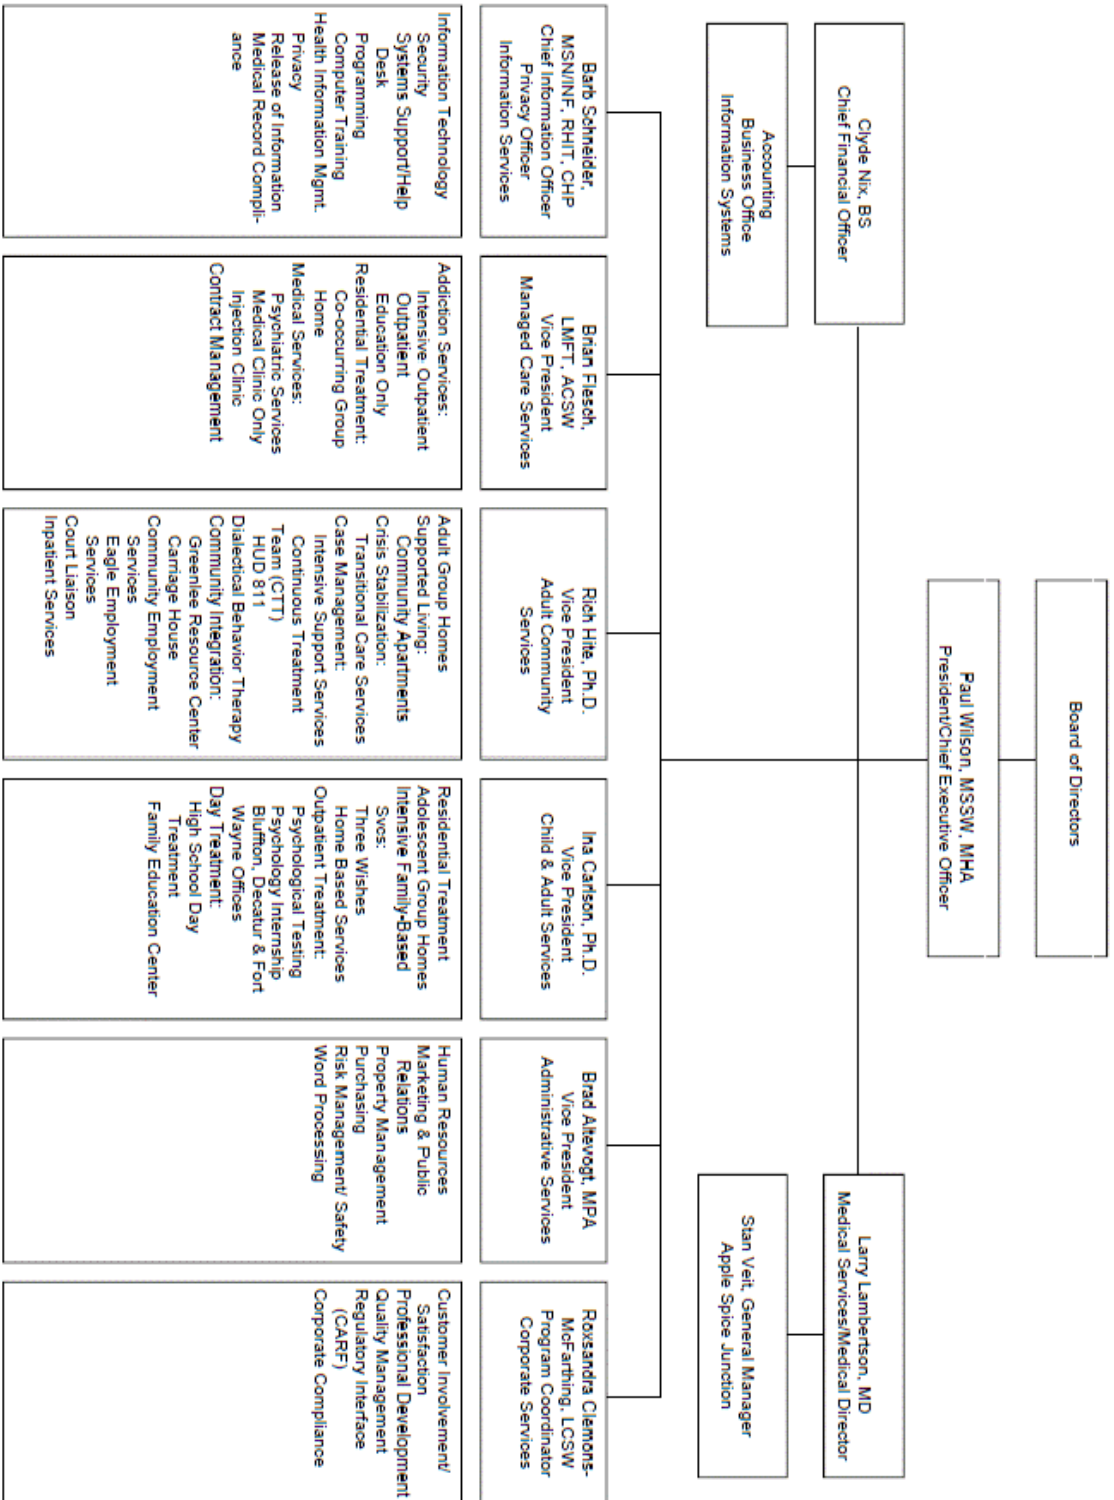 Board of Directors
Paul Wilson, MSSW, MHA
President/Chief Executive Officer
Clyde Nix, BS
Chief Financial Officer
Larry Lambertson, MD
Medical Services/Medical Director
Accounting
Business Office
Information Systems
Stan Veit, General Manager
Apple Spice Junction
Barb Schneider,
MSN/INF, RHIT, CHP
Chief Information Officer
Privacy Officer
Information Services
Brian Flesch,
LMFT, ACSW
Vice President
Managed Care Services
Rich Hite, Ph.D.
Vice President
Adult Community
Services
Ina Carlson, Ph.D.
Vice President
Child & Adult Services
Brad Altevogt, MPA
Vice President
Administrative Services
Roxsandra Clemons-
McFarthing, LCSW
Program Coordinator
Corporate Services
Information Technology
Security
Systems Support/Help
Desk
Programming
Computer Training
Health Information Mgmt.
Privacy
Release of Information
Medical Record Compli-
ance
Addiction Services:
Intensive Outpatient
Outpatient
Education Only
Residential Treatment:
Co-occurring Group
Home
Medical Services:
Psychiatric Services
Medical Clinic Only
Injection Clinic
Contract Management
Adult Group Homes
Supported Living:
Community Apartments
Crisis Stabilization:
Transitional Care Services
Case Management:
Intensive Support Services
Continuous Treatment
Team (CTT)
HUD 811
Dialectical Behavior Therapy
Community Integration:
Greenlee Resource Center
Carriage House
Community Employment
Services
Eagle Employment
Services
Court Liaison
Inpatient Services
Residential Treatment
Adolescent Group Homes
Intensive Family-Based
Svcs:
Three Wishes
Home Based Services
Outpatient Treatment:
Psychological Testing
Psychology Internship
Bluffton, Decatur & Fort
Wayne Offices
Day Treatment:
High School Day
Treatment
Family Education Center
Human Resources
Marketing & Public
Relations
Property Management
Purchasing
Risk Management/ Safety
Word Processing
Customer Involvement/
Satisfaction
Professional Development
Quality Management
Regulatory Interface
(CARF)
Corporate Compliance